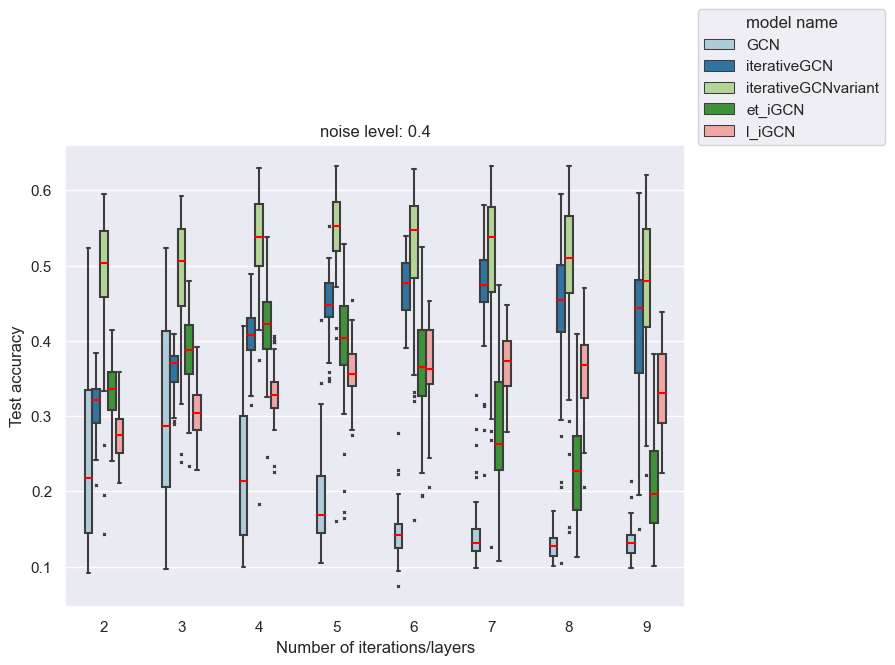 model name
GCN
iterativeGCN
iterativeGCNvariant
et_iGCN
l_iGCN
noise level: 0.4
Test accuracy
0.6
0.5
0.4
0.3
0.2
0.1
2 3 4 5 6 7 8 9
Number of iterations/layers